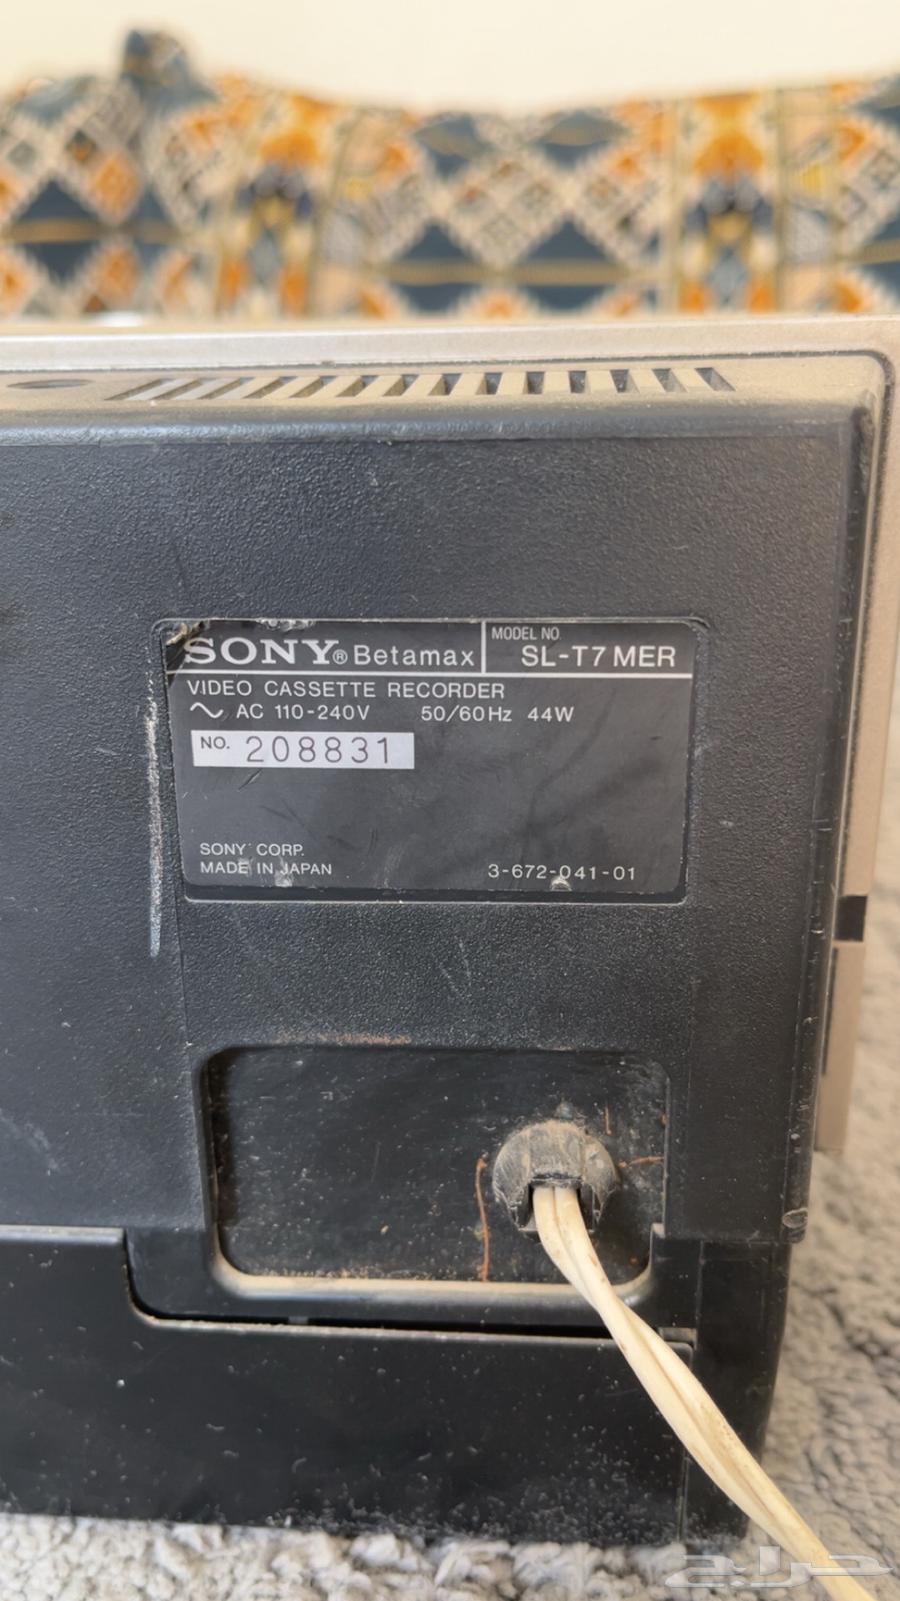 SONY® Betamax
MODEL NO.
SL-T7 MER
VIDEO CASSETTE RECORDER
~ AC 110-240V 50/60Hz 44W
NO. 208831
SONY CORP.
MADE IN JAPAN
3-672-041-01
حراج